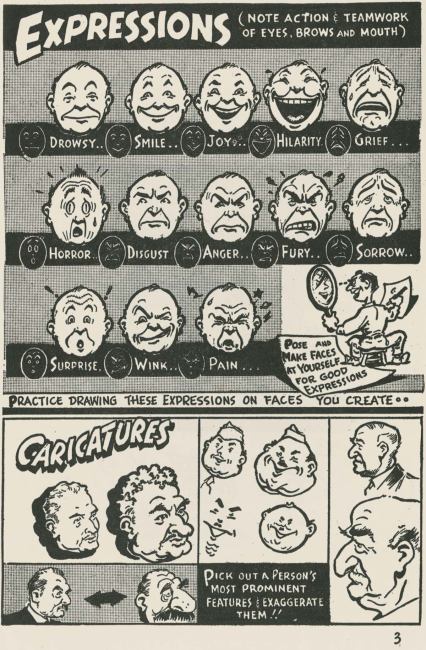 EXPRESSIONS
(NOTE ACTION & TEAMWORK
OF EYES, BROWS AND MOUTH)
DROWSY.. SMILE.. JOY... HILARITY. GRIEF...
HORROR.. DISGUST ANGER.. FURY.. SORROW..
SURPRISE. WINK.. PAIN...
POSE AND
MAKE FACES
AT YOURSELF
FOR GOOD
EXPRESSIONS
PRACTICE DRAWING THESE EXPRESSIONS ON FACES YOU CREATE..
CARICATURES
PICK OUT A PERSON'S
MOST PROMINENT
FEATURES & EXAGGERATE
THEM!!
3